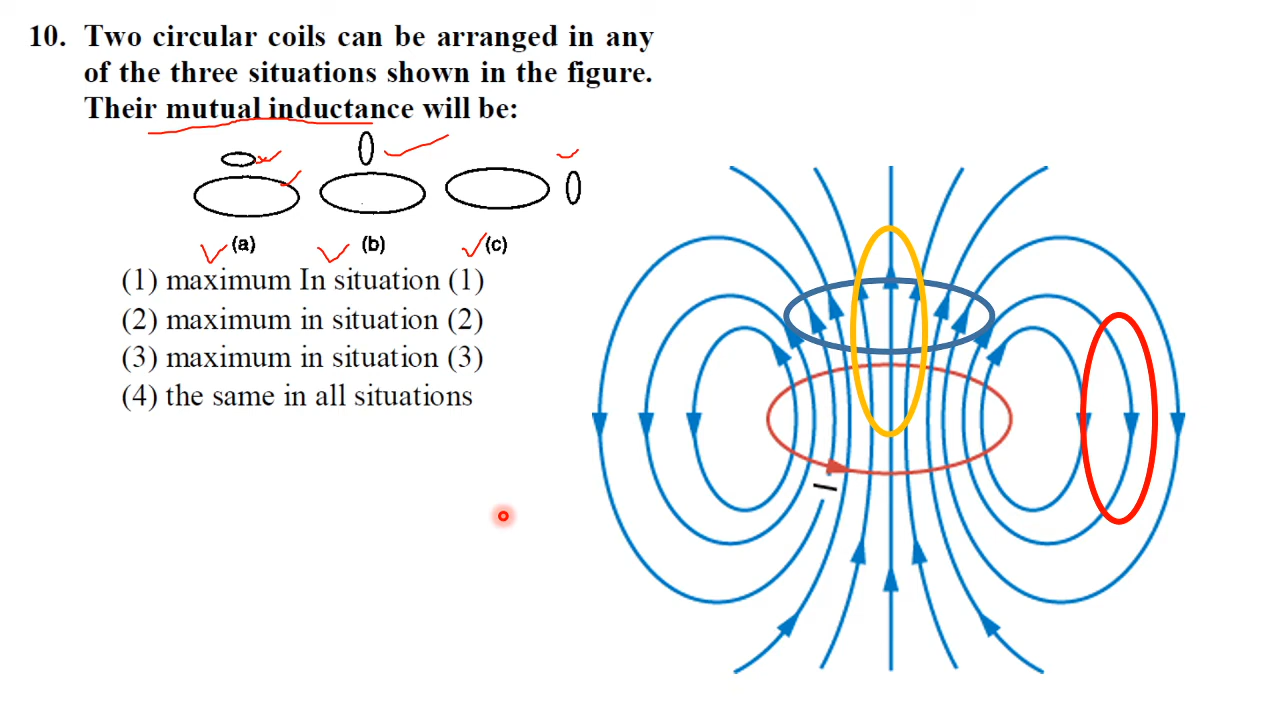 10. Two circular coils can be arranged in any
of the three situations shown in the figure.
Their mutual inductance will be:
(a) (b) (c)
(1) maximum In situation (1)
(2) maximum in situation (2)
(3) maximum in situation (3)
(4) the same in all situations
I